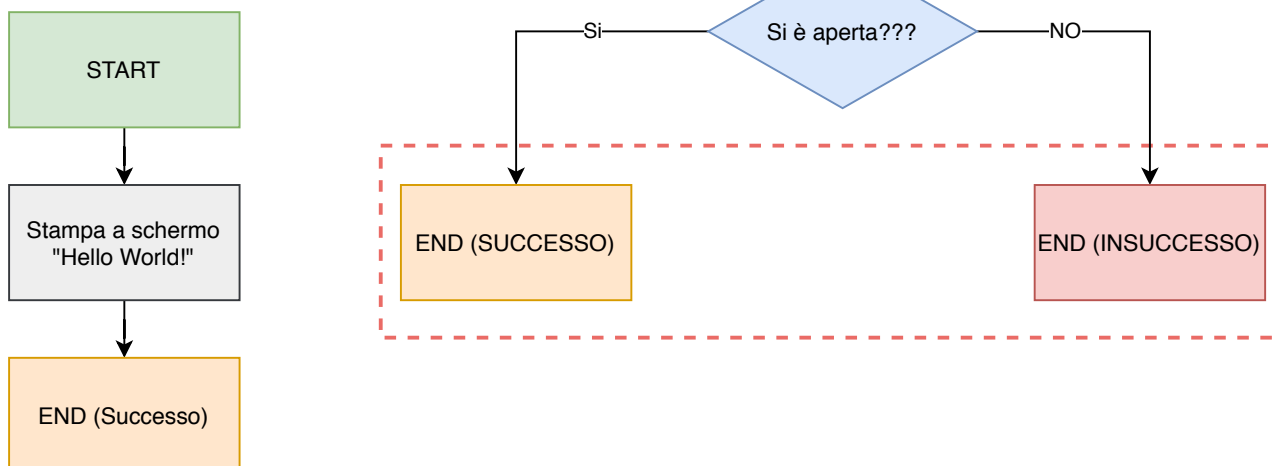 START
Stampa a schermo
"Hello World!"
END (Successo)
Si è aperta???
Si
NO
END (SUCCESSO)
END (INSUCCESSO)